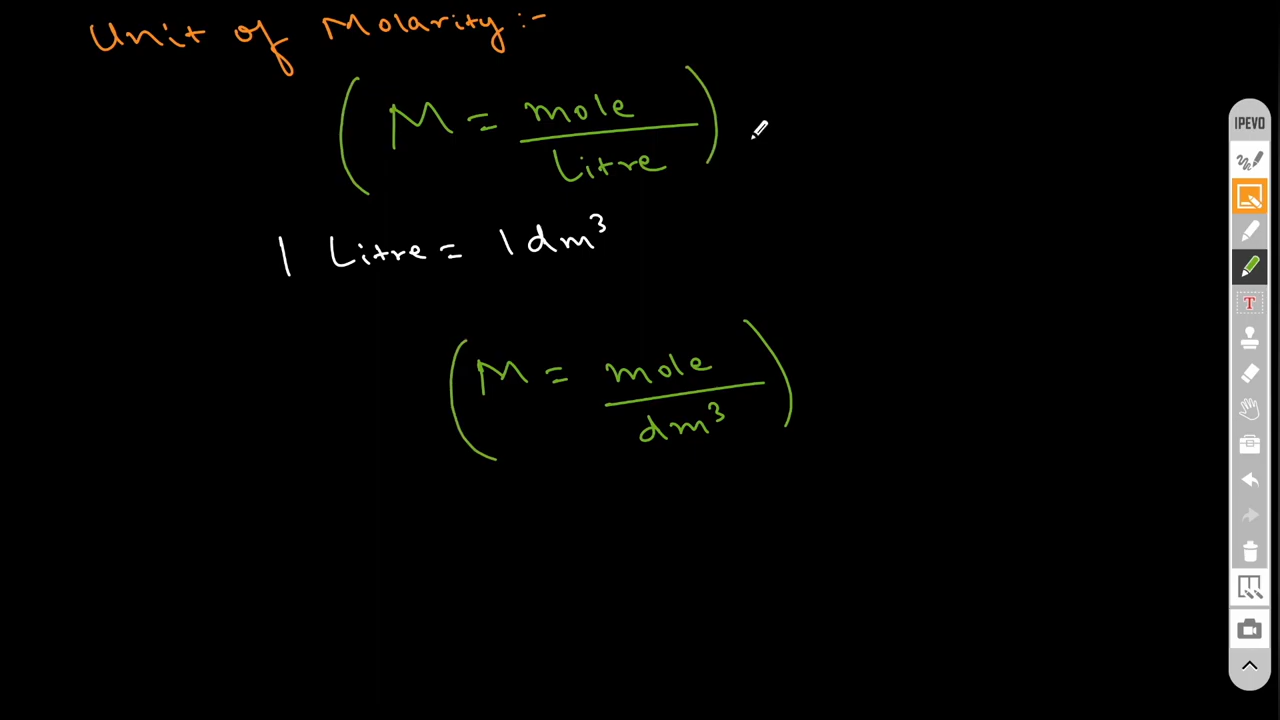 Unit of Molarity :-
( M = mole / Litre )
1 Litre = 1 dm³
( M = mole / dm³ )
IPEVO
T